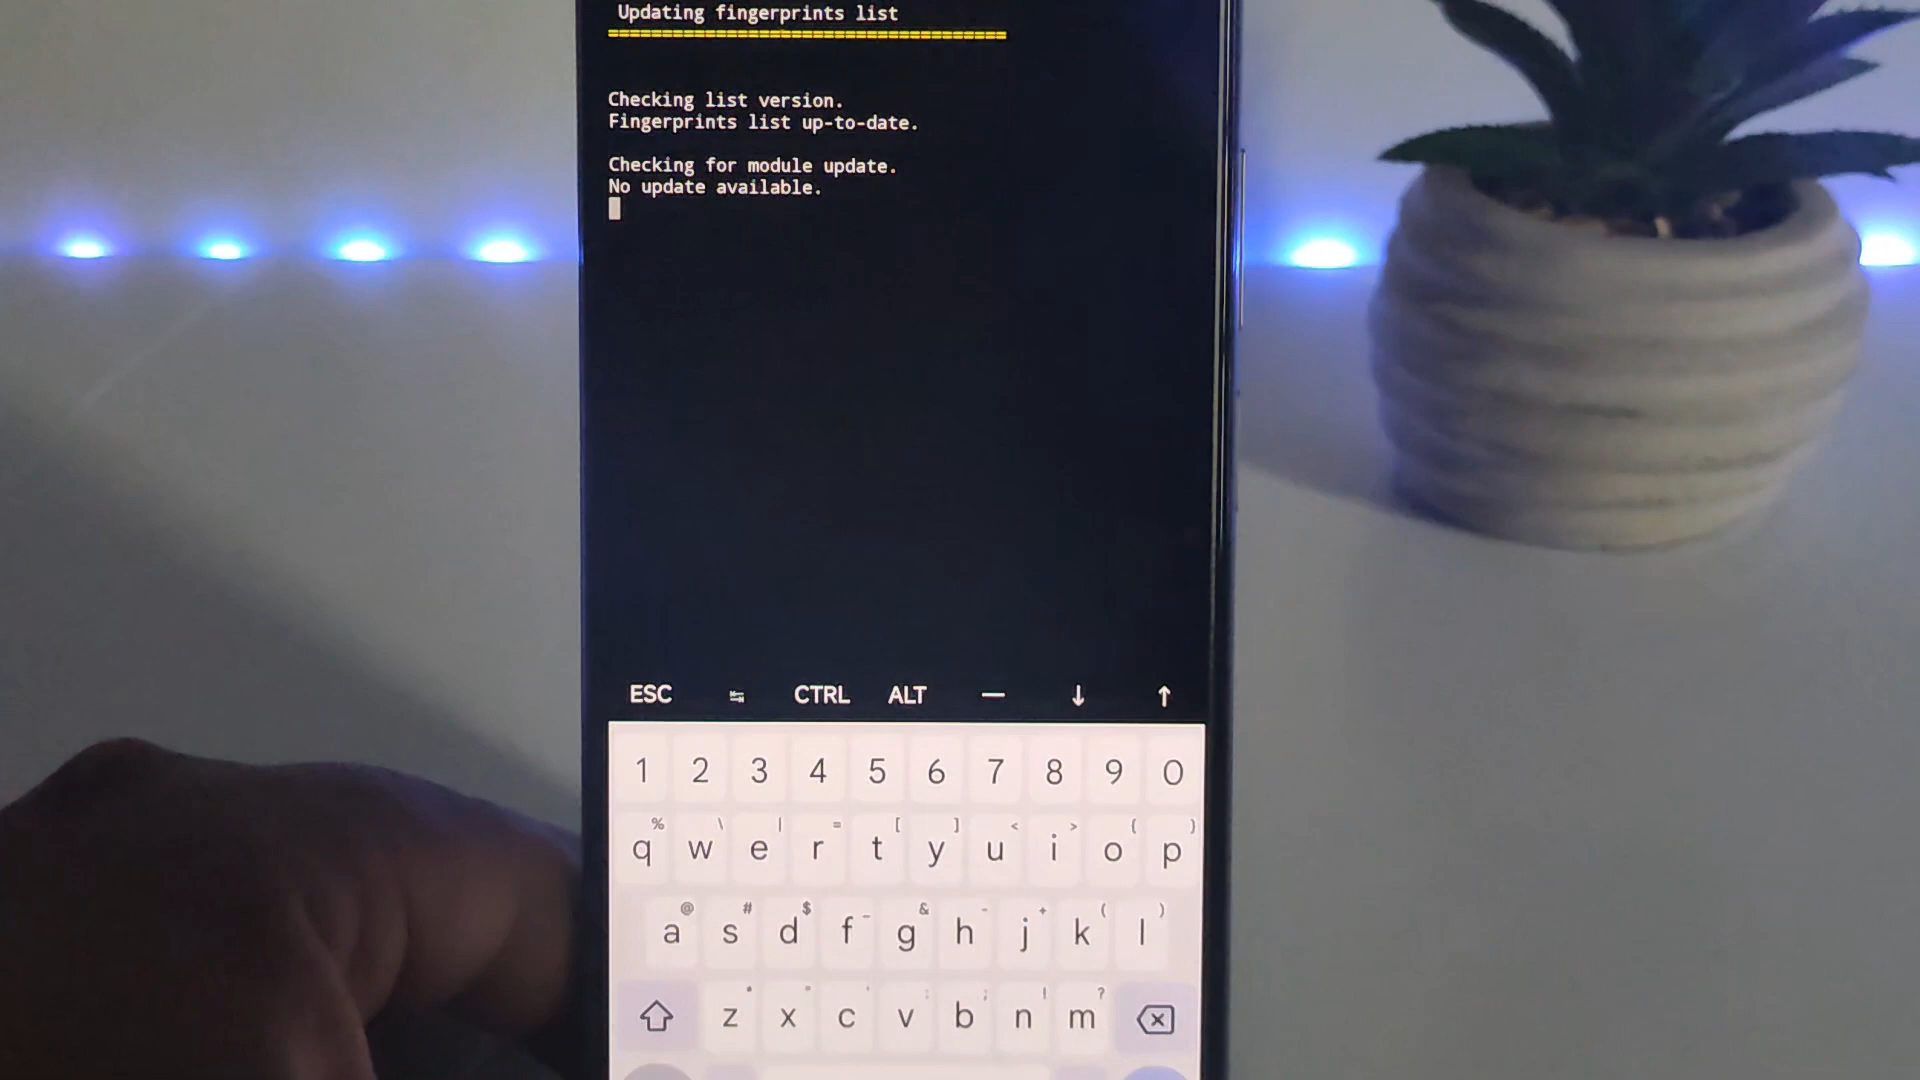 Updating fingerprints list
=====================================
Checking list version.
Fingerprints list up-to-date.
Checking for module update.
No update available.
ESC ↹ CTRL ALT — ↓ ↑
1 2 3 4 5 6 7 8 9 0
% \ | = [ ] < > { }
q w e r t y u i o p
@ # $ _ & - + ( )
a s d f g h j k l
* " ' : ; ! ?
z x c v b n m